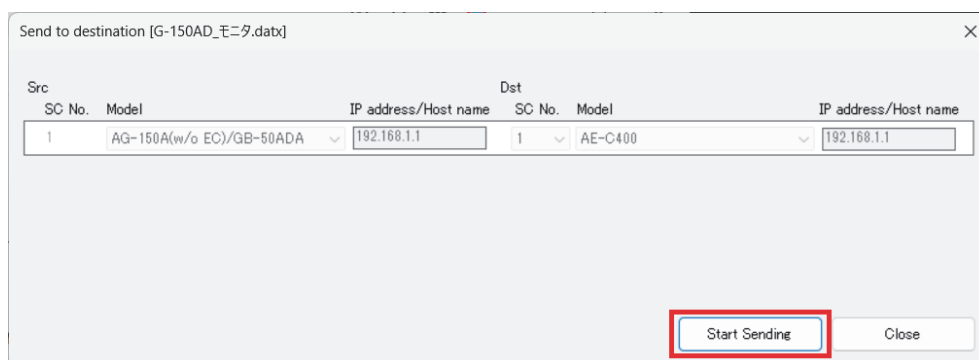 Send to destination [G-150AD_モニタ.datx]
Src Dst
SC No. Model IP address/Host name SC No. Model IP address/Host name
1 AG-150A(w/o EC)/GB-50ADA 192.168.1.1 1 AE-C400 192.168.1.1
Start Sending Close